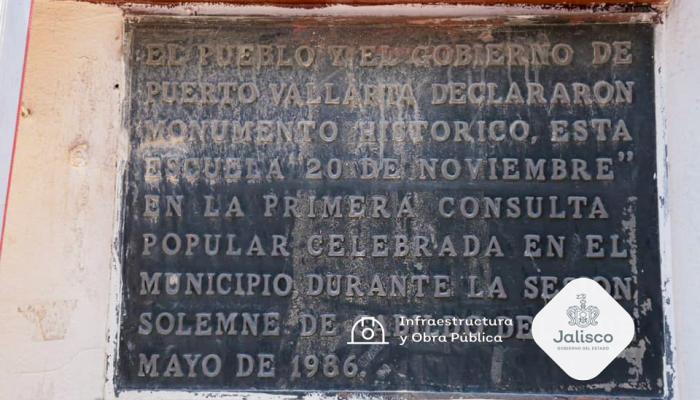 EL PUEBLO Y EL GOBIERNO DE
PUERTO VALLARTA DECLARARON
MONUMENTO HISTORICO, ESTA
ESCUELA "20 DE NOVIEMBRE"
EN LA PRIMERA CONSULTA
POPULAR CELEBRADA EN EL
MUNICIPIO DURANTE LA SESION
SOLEMNE DE CABILDO DE
MAYO DE 1986.
Infraestructura
y Obra Pública
Jalisco
GOBIERNO DEL ESTADO